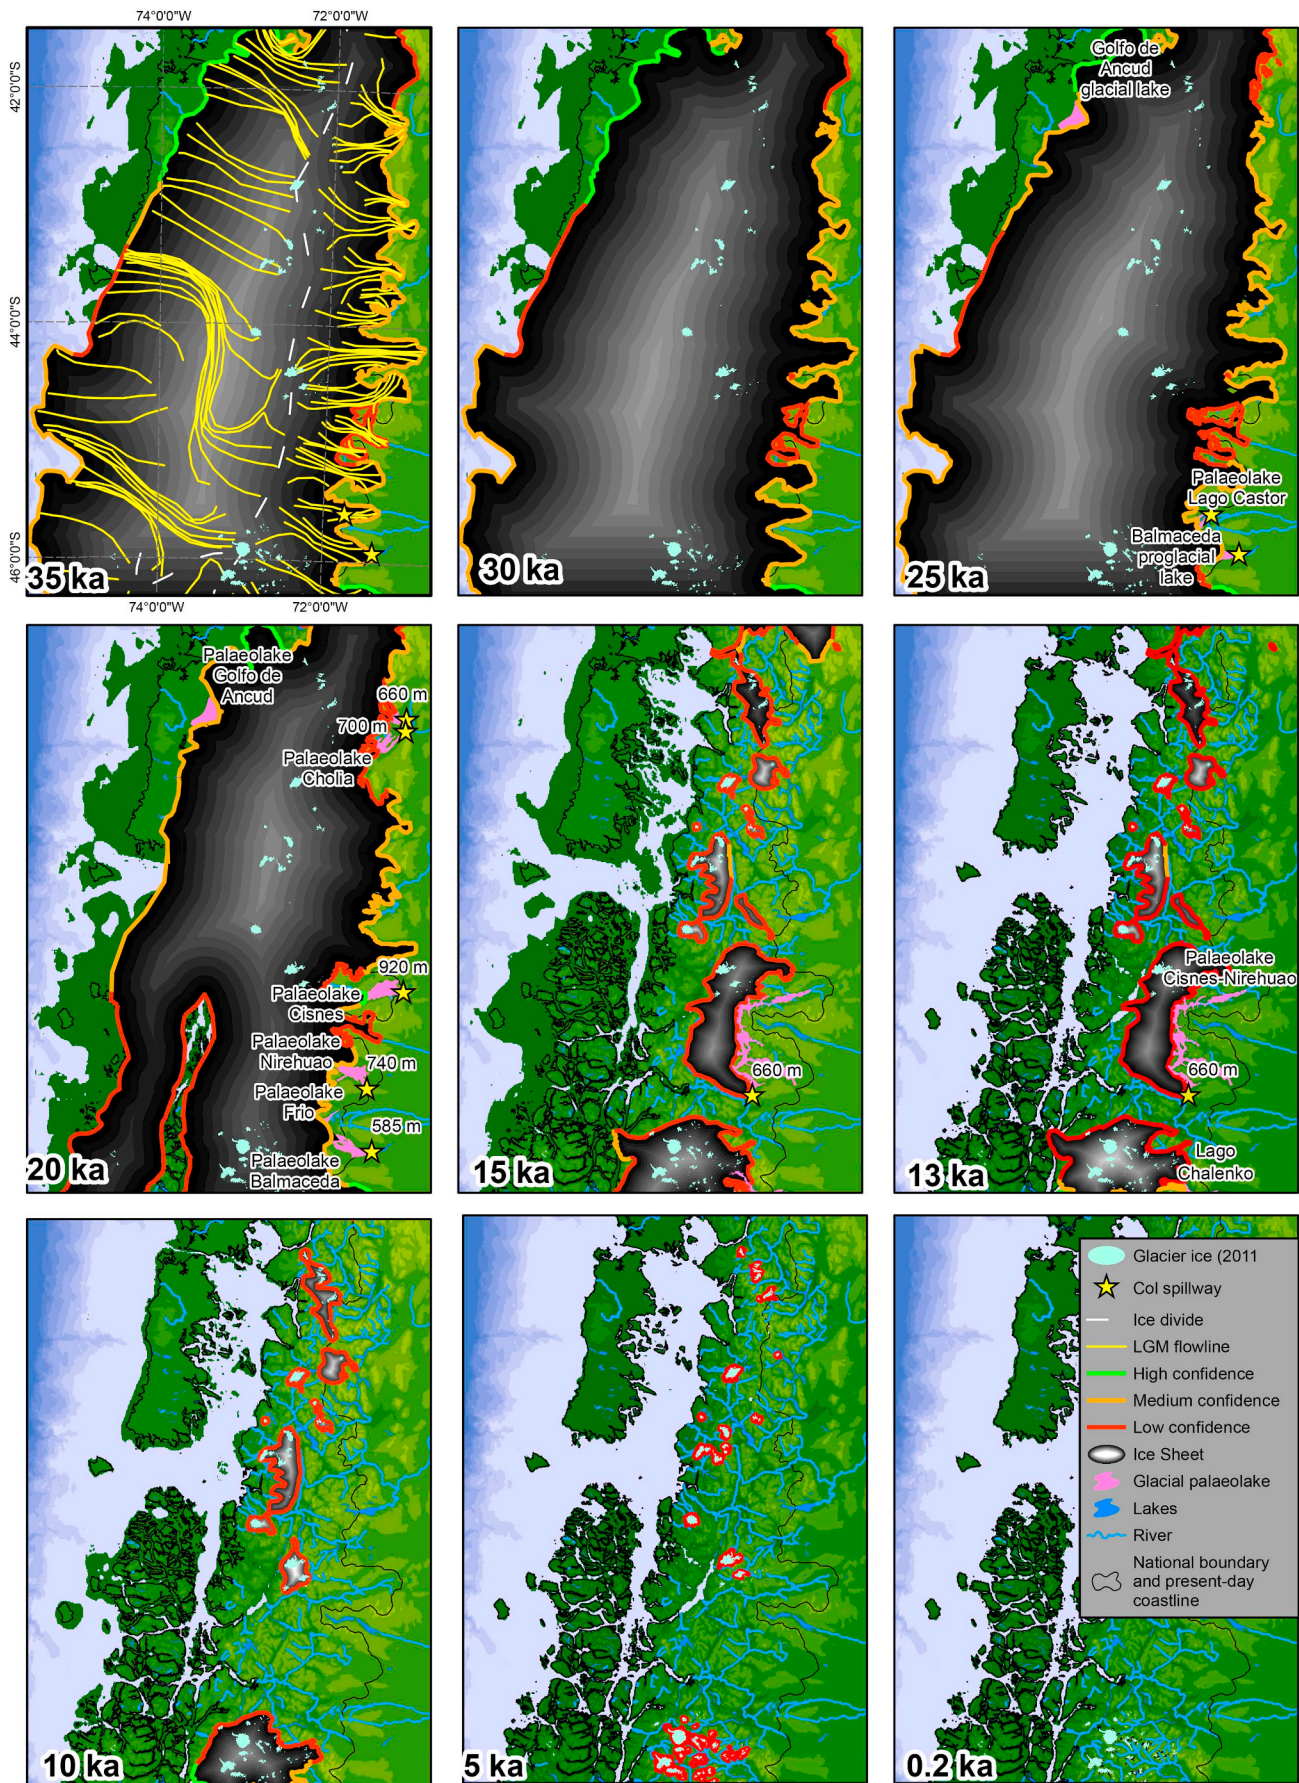 74°0'0"W
72°0'0"W
42°0'0"S
44°0'0"S
46°0'0"S
35 ka
74°0'0"W
72°0'0"W
30 ka
Golfo de
Ancud
glacial lake
Palaeolake
Lago Castor
Balmaceda
proglacial
lake
25 ka
Palaeolake
Golfo de
Ancud
660 m
700 m
Palaeolake
Cholia
920 m
Palaeolake
Cisnes
Palaeolake
Nirehuao
740 m
Palaeolake
Frio
585 m
Palaeolake
Balmaceda
20 ka
660 m
15 ka
Palaeolake
Cisnes-Nirehuao
660 m
Lago
Chalenko
13 ka
10 ka
5 ka
Glacier ice (2011
Col spillway
Ice divide
LGM flowline
High confidence
Medium confidence
Low confidence
Ice Sheet
Glacial palaeolake
Lakes
River
National boundary
and present-day
coastline
0.2 ka